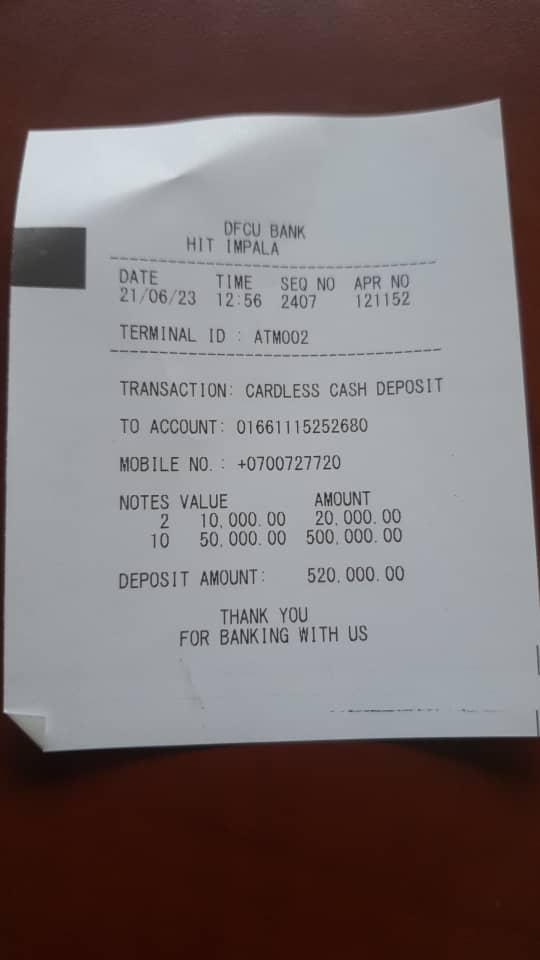 DFCU BANK
HIT IMPALA
DATE TIME SEQ NO APR NO
21/06/23 12:56 2407 121152
TERMINAL ID : ATM002
TRANSACTION: CARDLESS CASH DEPOSIT
TO ACCOUNT: 01661115252680
MOBILE NO. : +0700727720
NOTES VALUE AMOUNT
2 10,000.00 20,000.00
10 50,000.00 500,000.00
DEPOSIT AMOUNT: 520,000.00
THANK YOU
FOR BANKING WITH US